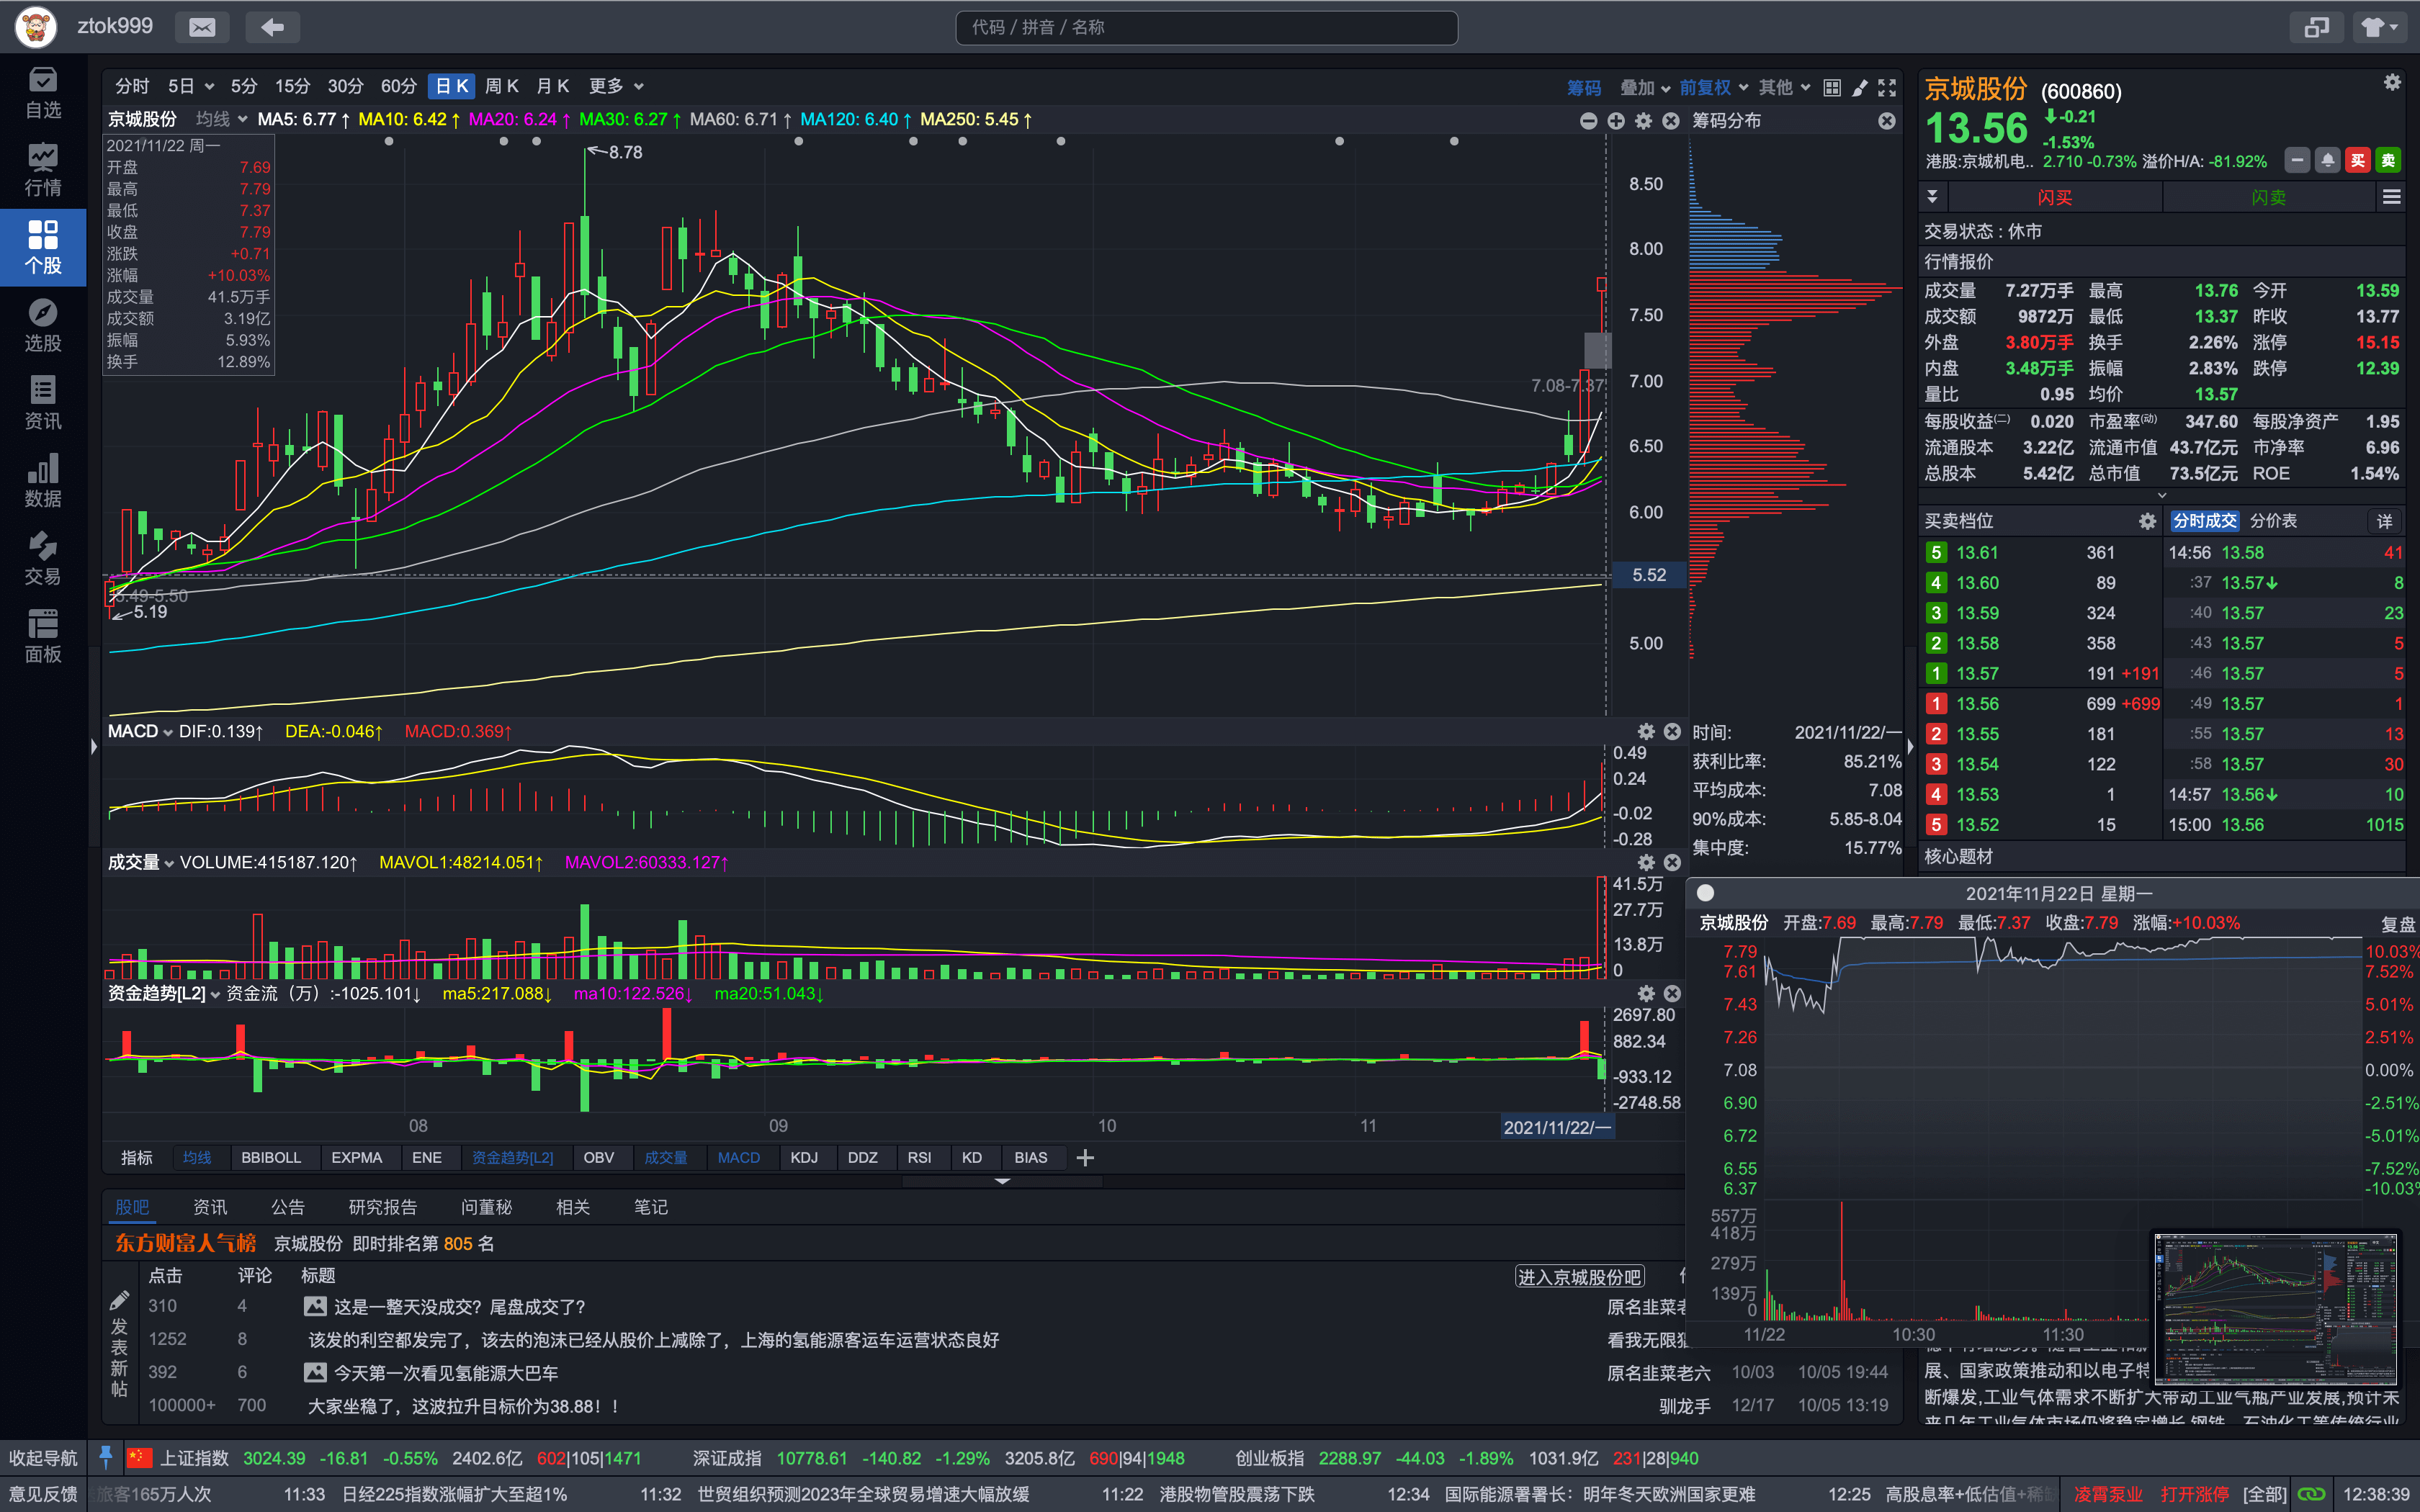 ztok999
代码 / 拼音 / 名称
自选
行情
个股
选股
资讯
数据
交易
面板
分时 5日 5分 15分 30分 60分 日K 周K 月K 更多 筹码 叠加 前复权 其他
京城股份 均线 MA5: 6.77↑ MA10: 6.42↑ MA20: 6.24↑ MA30: 6.27↑ MA60: 6.71↑ MA120: 6.40↑ MA250: 5.45↑ 筹码分布
2021/11/22 周一
开盘 7.69
最高 7.79
最低 7.37
收盘 7.79
涨跌 +0.71
涨幅 +10.03%
成交量 41.5万手
成交额 3.19亿
振幅 5.93%
换手 12.89%
8.78
8.50
8.00
7.50
7.00
7.08-7.37
6.50
6.00
5.52
5.49-5.50
5.19
5.00
MACD DIF:0.139↑ DEA:-0.046↑ MACD:0.369↑
0.49
0.24
-0.02
-0.28
成交量 VOLUME:415187.120↑ MAVOL1:48214.051↑ MAVOL2:60333.127↑
41.5万
27.7万
13.8万
0
资金趋势[L2] 资金流（万）:-1025.101↓ ma5:217.088↓ ma10:122.526↓ ma20:51.043↓
2697.80
882.34
-933.12
-2748.58
08 09 10 11 2021/11/22/一
时间: 2021/11/22/一
获利比率: 85.21%
平均成本: 7.08
90%成本: 5.85-8.04
集中度: 15.77%
指标 均线 BBIBOLL EXPMA ENE 资金趋势[L2] OBV 成交量 MACD KDJ DDZ RSI KD BIAS
股吧 资讯 公告 研究报告 问董秘 相关 笔记
东方财富人气榜 京城股份 即时排名第 805 名
点击 评论 标题 进入京城股份吧
发表新帖
310 4 这是一整天没成交？尾盘成交了？ 原名韭菜老
1252 8 该发的利空都发完了，该去的泡沫已经从股价上减除了，上海的氢能源客运车运营状态良好 看我无限
392 6 今天第一次看见氢能源大巴车 原名韭菜老六 10/03 10/05 19:44
100000+ 700 大家坐稳了，这波拉升目标价为38.88！！ 驯龙手 12/17 10/05 13:19
京城股份 (600860)
13.56 -0.21
-1.53%
港股:京城机电.. 2.710 -0.73% 溢价H/A: -81.92% 买 卖
闪买 闪卖
交易状态 : 休市
行情报价
成交量 7.27万手 最高 13.76 今开 13.59
成交额 9872万 最低 13.37 昨收 13.77
外盘 3.80万手 换手 2.26% 涨停 15.15
内盘 3.48万手 振幅 2.83% 跌停 12.39
量比 0.95 均价 13.57
每股收益(二) 0.020 市盈率(动) 347.60 每股净资产 1.95
流通股本 3.22亿 流通市值 43.7亿元 市净率 6.96
总股本 5.42亿 总市值 73.5亿元 ROE 1.54%
买卖档位 分时成交 分价表 详
5 13.61 361 14:56 13.58 41
4 13.60 89 :37 13.57↓ 8
3 13.59 324 :40 13.57 23
2 13.58 358 :43 13.57 5
1 13.57 191 +191 :46 13.57 5
1 13.56 699 +699 :49 13.57 1
2 13.55 181 :55 13.57 13
3 13.54 122 :58 13.57 30
4 13.53 1 14:57 13.56↓ 10
5 13.52 15 15:00 13.56 1015
核心题材
2021年11月22日 星期一
京城股份 开盘:7.69 最高:7.79 最低:7.37 收盘:7.79 涨幅:+10.03% 复盘
7.79 10.03%
7.61 7.52%
7.43 5.01%
7.26 2.51%
7.08 0.00%
6.90 -2.51%
6.72 -5.01%
6.55 -7.52%
6.37 -10.03%
557万
418万
279万
139万
0
11/22 10:30 11:30
展、国家政策推动和以电子特
断爆发,工业气体需求不断扩大带动工业气瓶产业发展,预计未
来几年工业气体市场仍将稳定增长,钢铁、石油化工等传统行业
收起导航 上证指数 3024.39 -16.81 -0.55% 2402.6亿 602|105|1471 深证成指 10778.61 -140.82 -1.29% 3205.8亿 690|94|1948 创业板指 2288.97 -44.03 -1.89% 1031.9亿 231|28|940
意见反馈 旅客165万人次 11:33 日经225指数涨幅扩大至超1% 11:32 世贸组织预测2023年全球贸易增速大幅放缓 11:22 港股物管股震荡下跌 12:34 国际能源署署长：明年冬天欧洲国家更难 12:25 高股息率+低估值+稀 凌霄泵业 打开涨停 [全部] 12:38:39